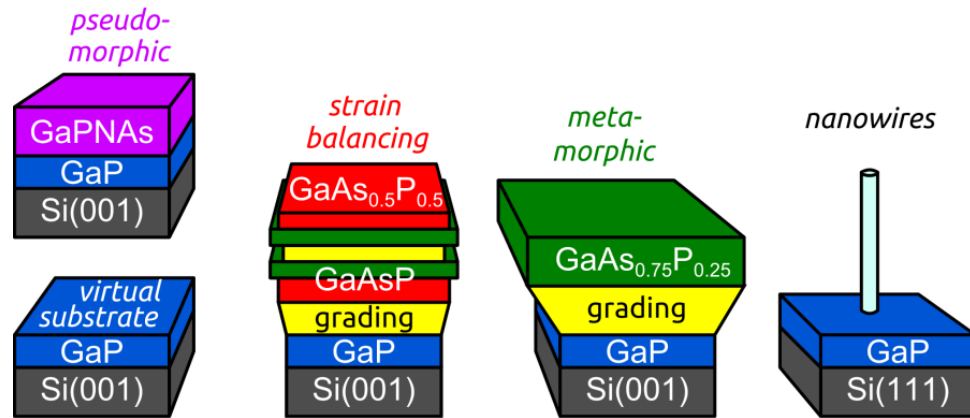 pseudo-
morphic
GaPNAs
GaP
Si(001)
virtual
substrate
GaP
Si(001)
strain
balancing
GaAs0.5P0.5
GaAsP
grading
GaP
Si(001)
meta-
morphic
GaAs0.75P0.25
grading
GaP
Si(001)
nanowires
GaP
Si(111)